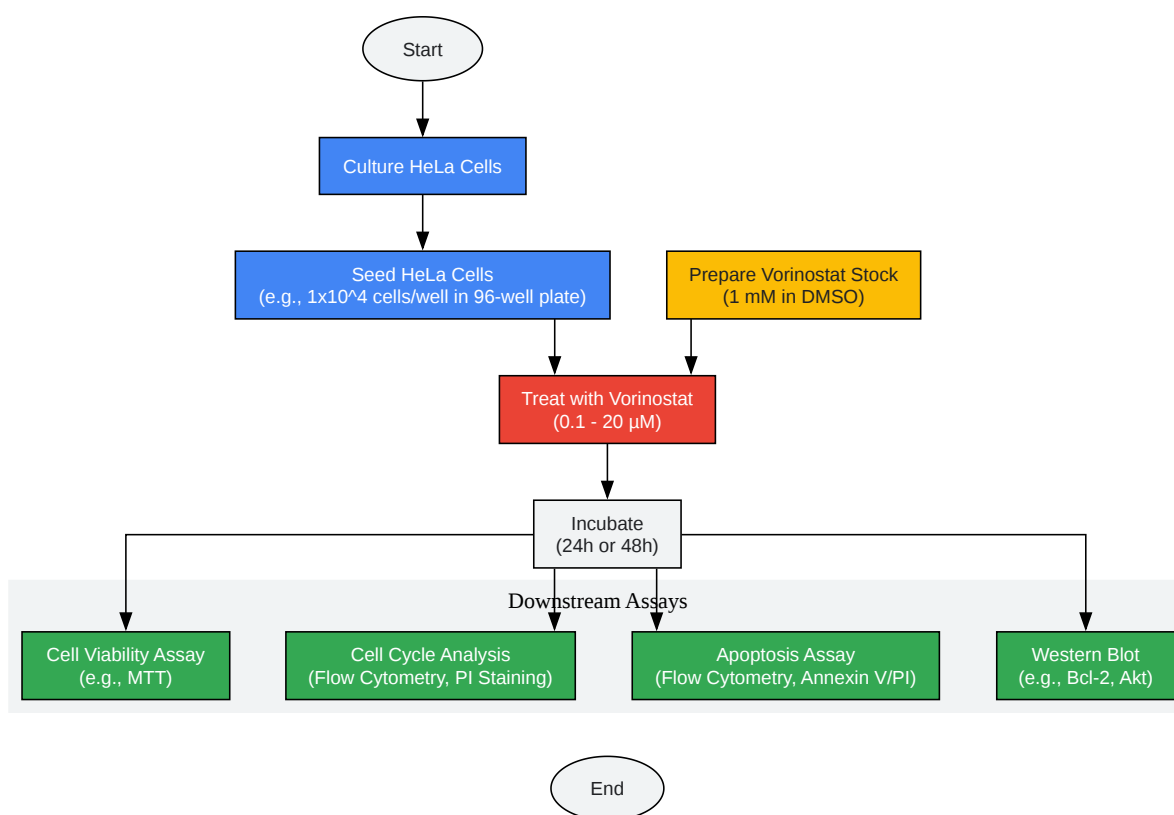 Start
Culture HeLa Cells
Seed HeLa Cells
(e.g., 1x10^4 cells/well in 96-well plate)
Prepare Vorinostat Stock
(1 mM in DMSO)
Treat with Vorinostat
(0.1 - 20 µM)
Incubate
(24h or 48h)
Downstream Assays
Cell Viability Assay
(e.g., MTT)
Cell Cycle Analysis
(Flow Cytometry, PI Staining)
Apoptosis Assay
(Flow Cytometry, Annexin V/PI)
Western Blot
(e.g., Bcl-2, Akt)
End